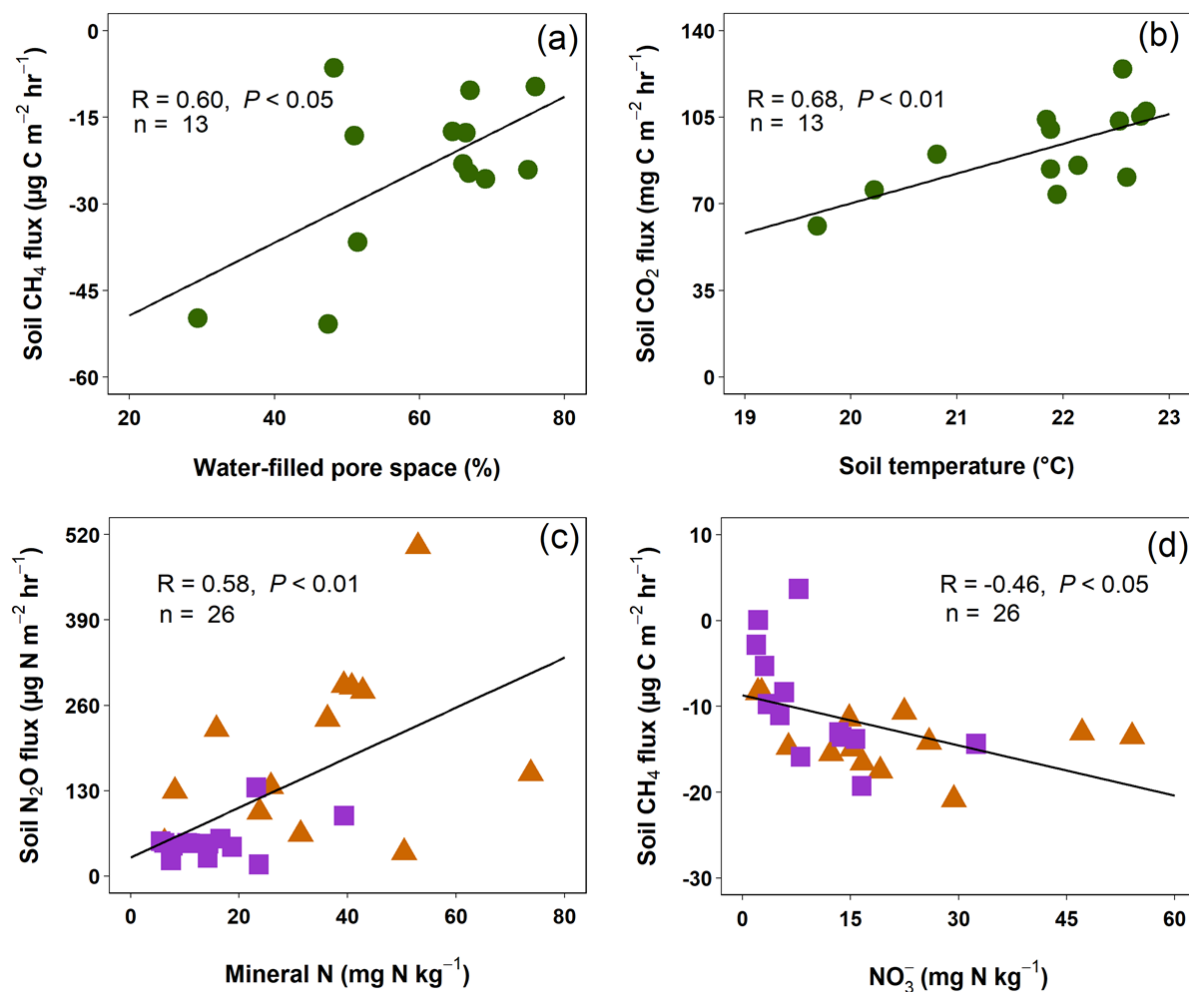 (a)
R = 0.60, P < 0.05
n = 13
Soil CH₄ flux (µg C m⁻² hr⁻¹)
0
-15
-30
-45
-60
20 40 60 80
Water-filled pore space (%)
(b)
R = 0.68, P < 0.01
n = 13
Soil CO₂ flux (mg C m⁻² hr⁻¹)
140
105
70
35
0
19 20 21 22 23
Soil temperature (°C)
(c)
R = 0.58, P < 0.01
n = 26
Soil N₂O flux (µg N m⁻² hr⁻¹)
520
390
260
130
0
0 20 40 60 80
Mineral N (mg N kg⁻¹)
(d)
R = -0.46, P < 0.05
n = 26
Soil CH₄ flux (µg C m⁻² hr⁻¹)
10
0
-10
-20
-30
0 15 30 45 60
NO₃⁻ (mg N kg⁻¹)